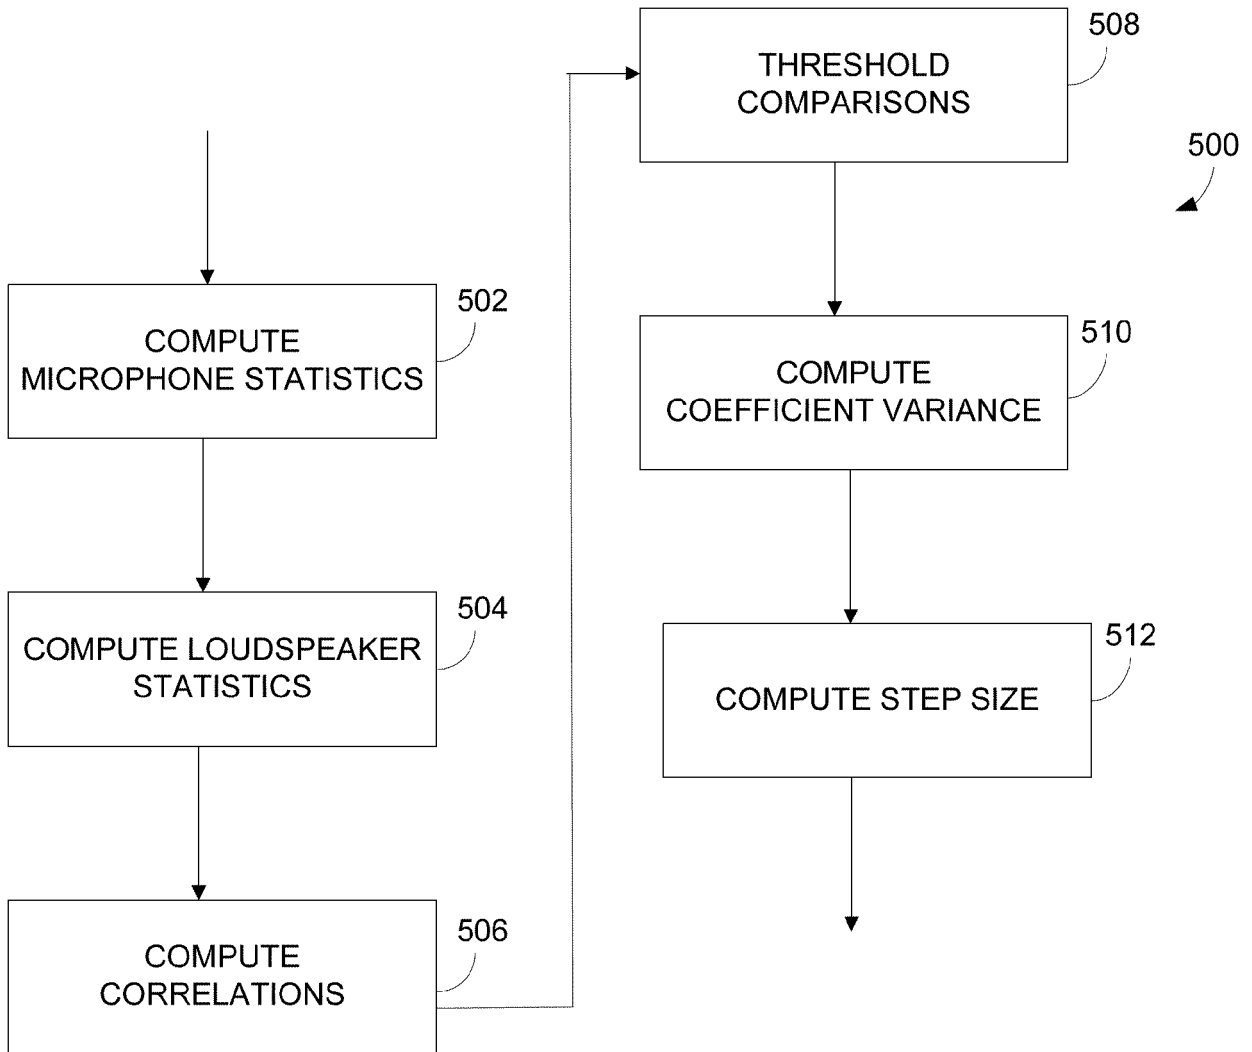 COMPUTE
MICROPHONE STATISTICS
502
COMPUTE LOUDSPEAKER
STATISTICS
504
COMPUTE
CORRELATIONS
506
THRESHOLD
COMPARISONS
508
500
COMPUTE
COEFFICIENT VARIANCE
510
COMPUTE STEP SIZE
512